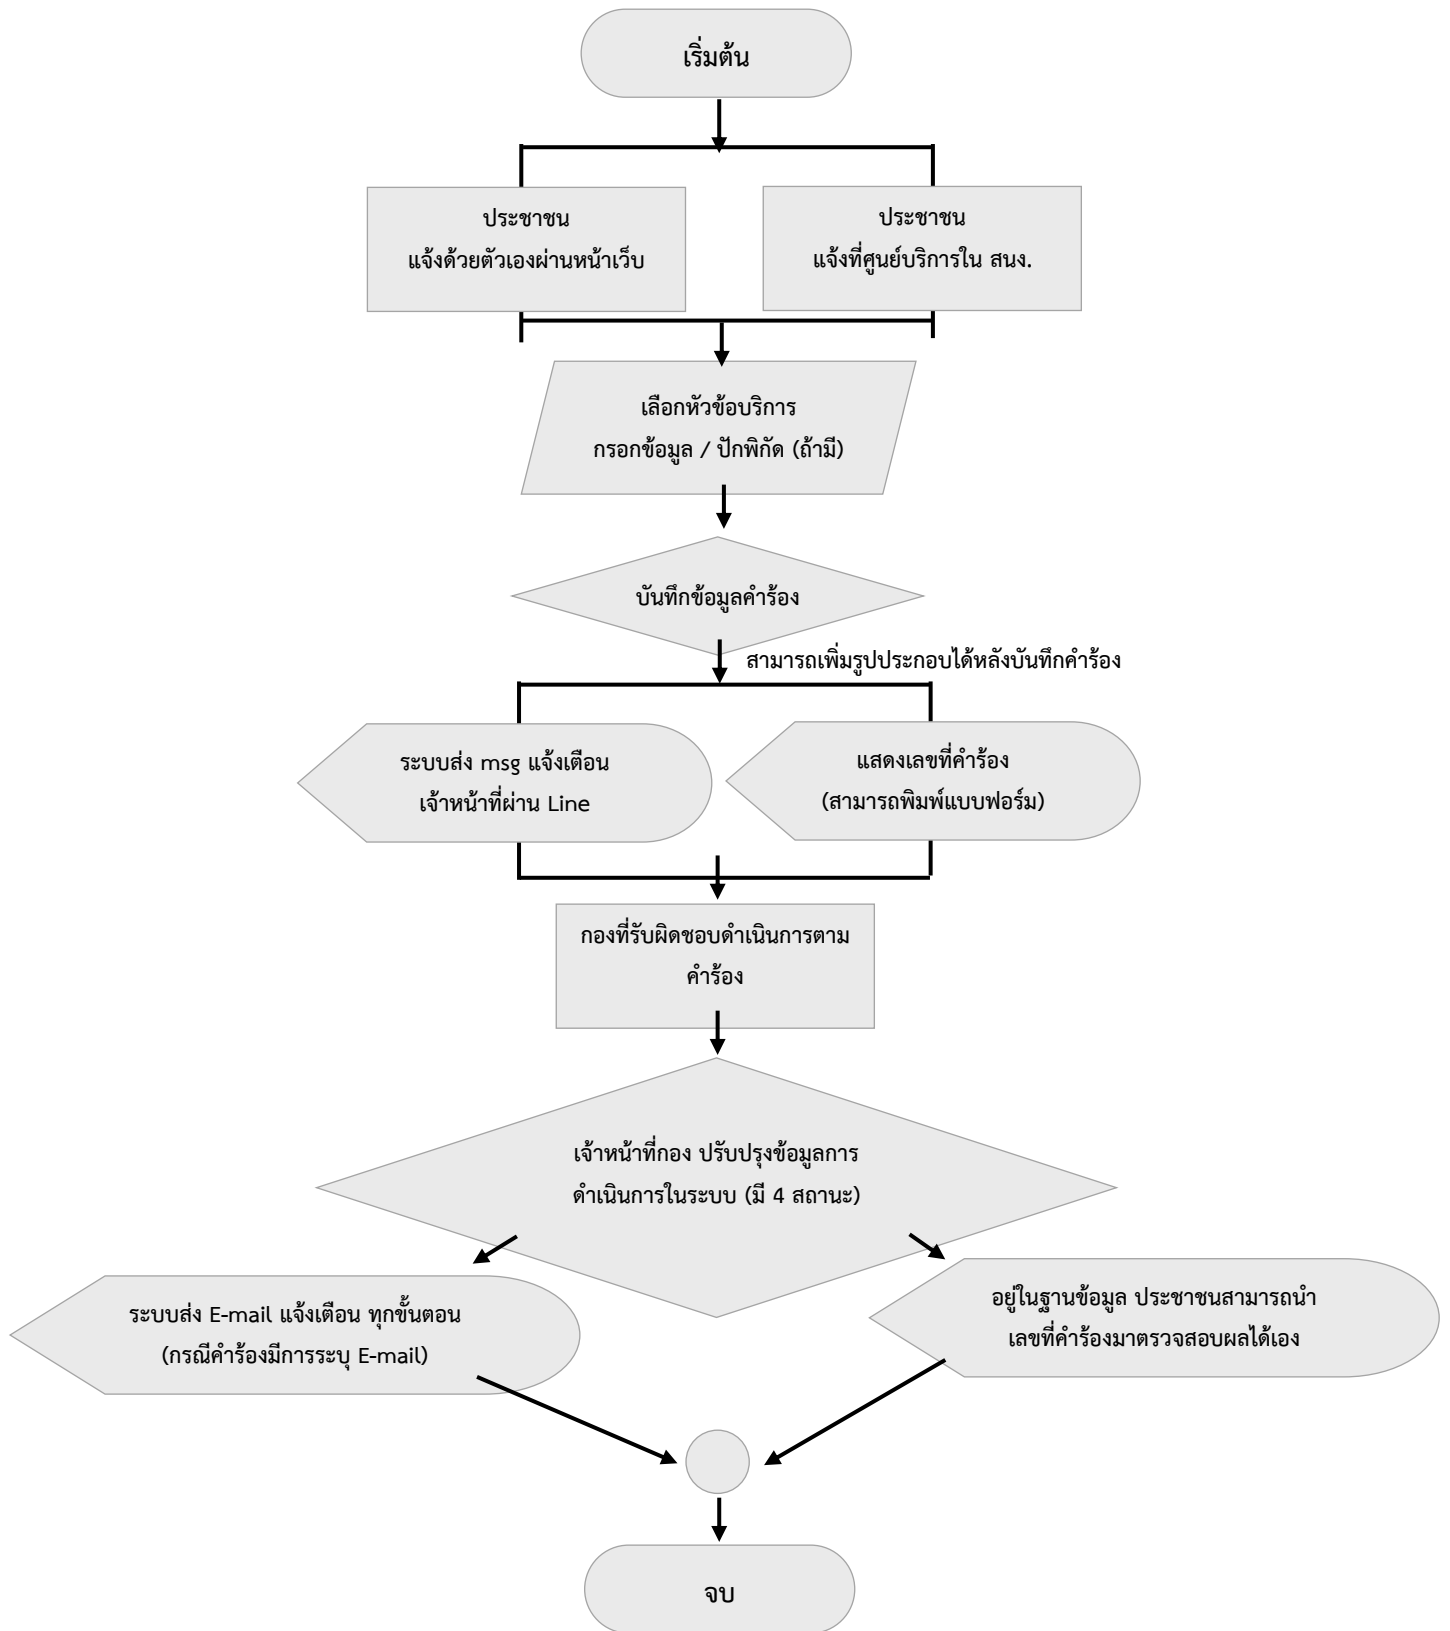 เริ่มต้น
ประชาชน
แจ้งด้วยตัวเองผ่านหน้าเว็บ
ประชาชน
แจ้งที่ศูนย์บริการใน สนง.
เลือกหัวข้อบริการ
กรอกข้อมูล / ปักพิกัด (ถ้ามี)
บันทึกข้อมูลคำร้อง
สามารถเพิ่มรูปประกอบได้หลังบันทึกคำร้อง
ระบบส่ง msg แจ้งเตือน
เจ้าหน้าที่ผ่าน Line
แสดงเลขที่คำร้อง
(สามารถพิมพ์แบบฟอร์ม)
กองที่รับผิดชอบดำเนินการตาม
คำร้อง
เจ้าหน้าที่กอง ปรับปรุงข้อมูลการ
ดำเนินการในระบบ (มี 4 สถานะ)
ระบบส่ง E-mail แจ้งเตือน ทุกขั้นตอน
(กรณีคำร้องมีการระบุ E-mail)
อยู่ในฐานข้อมูล ประชาชนสามารถนำ
เลขที่คำร้องมาตรวจสอบผลได้เอง
จบ